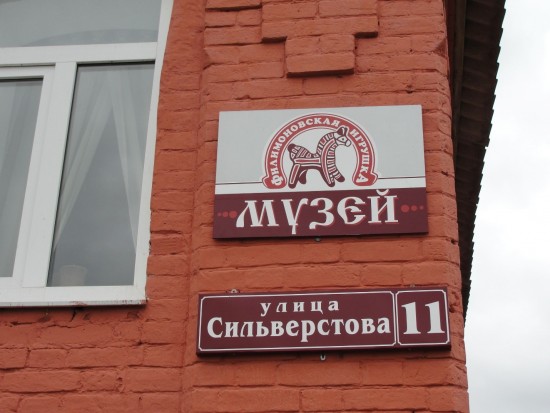 ФИЛИМОНОВСКАЯ ИГРУШКА
МУЗЕЙ
улица
Сильверстова 11